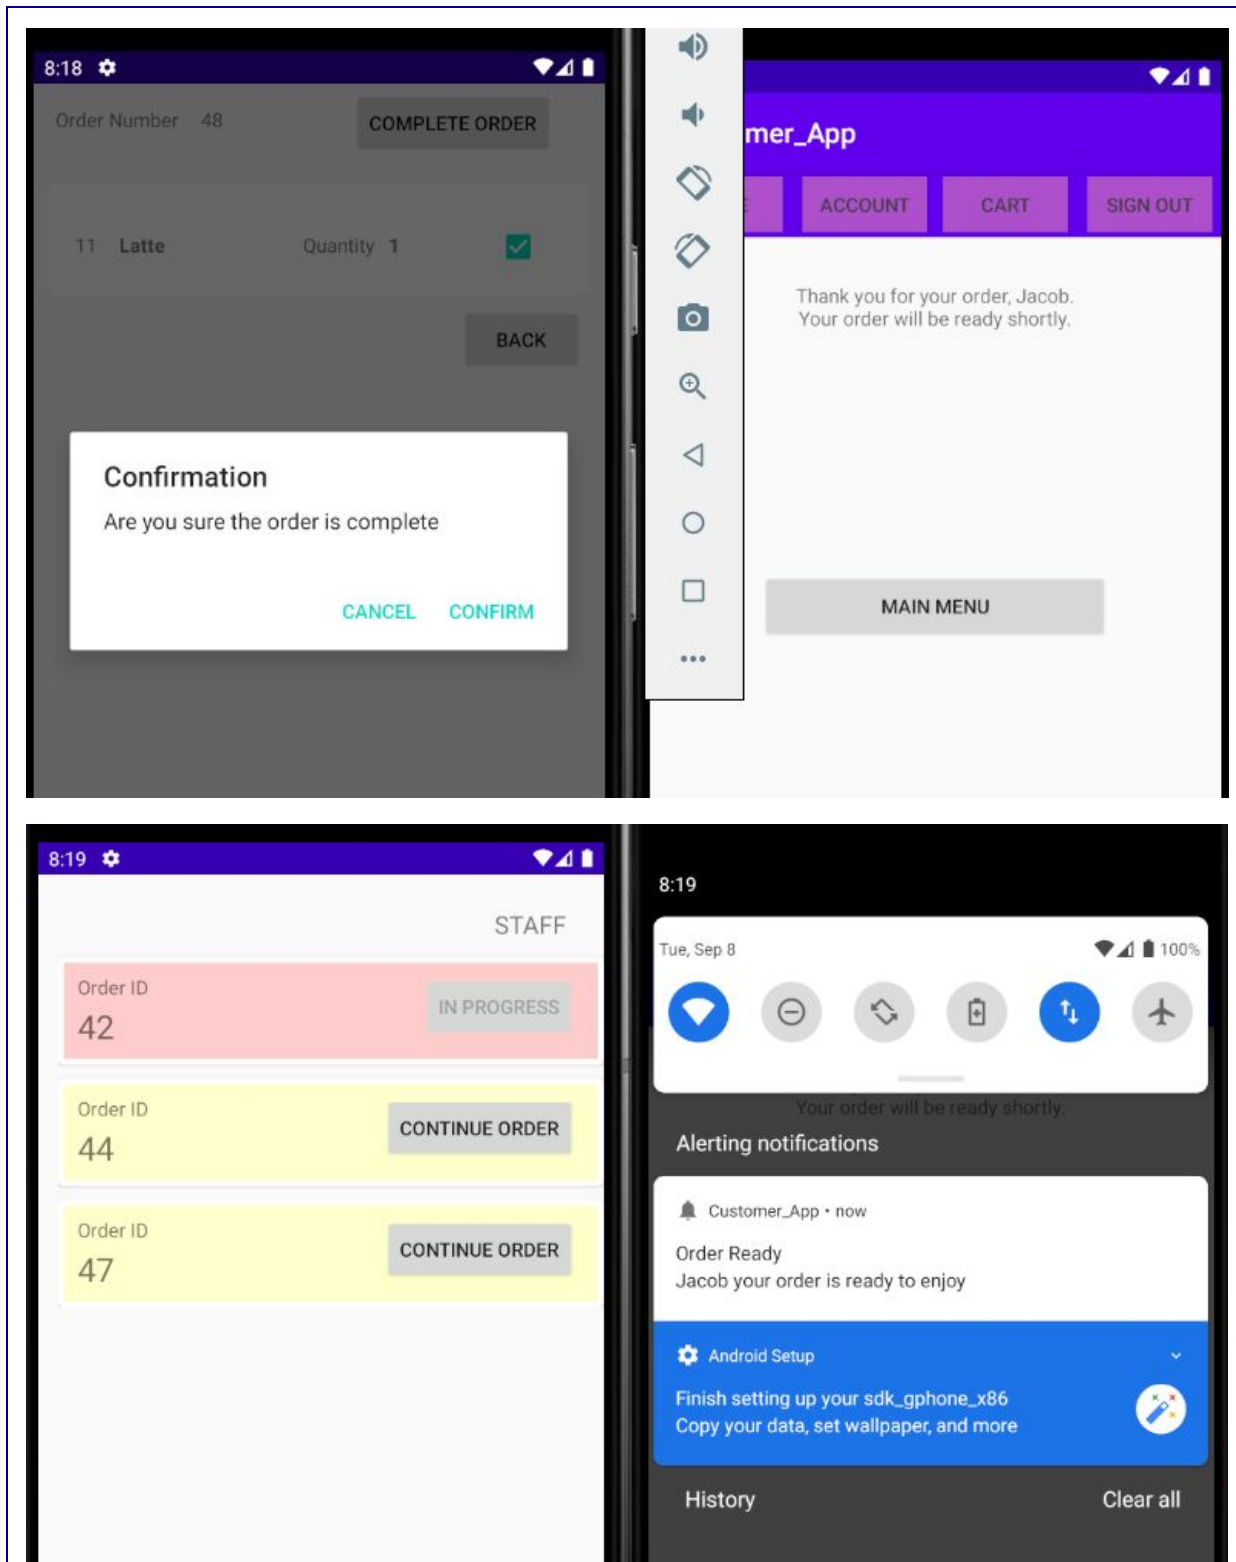 8:18
Order Number 48
COMPLETE ORDER
11 Latte Quantity 1
BACK
Confirmation
Are you sure the order is complete
CANCEL CONFIRM
mer_App
ACCOUNT CART SIGN OUT
Thank you for your order, Jacob.
Your order will be ready shortly.
MAIN MENU
8:19
STAFF
Order ID
42
IN PROGRESS
Order ID
44
CONTINUE ORDER
Order ID
47
CONTINUE ORDER
8:19
Tue, Sep 8 100%
Your order will be ready shortly.
Alerting notifications
Customer_App • now
Order Ready
Jacob your order is ready to enjoy
Android Setup
Finish setting up your sdk_gphone_x86
Copy your data, set wallpaper, and more
History Clear all